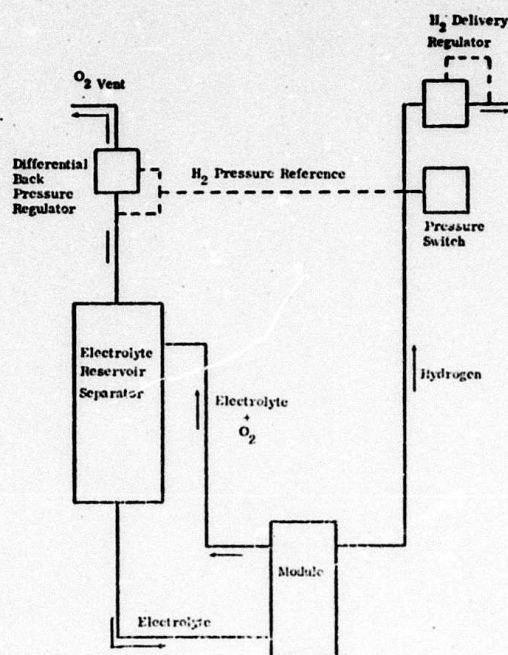 H2 Delivery
Regulator
O2 Vent
Differential
Back
Pressure
Regulator
H2 Pressure Reference
Pressure
Switch
Electrolyte
Reservoir
Separator
Hydrogen
Electrolyte
+
O2
Module
Electrolyte